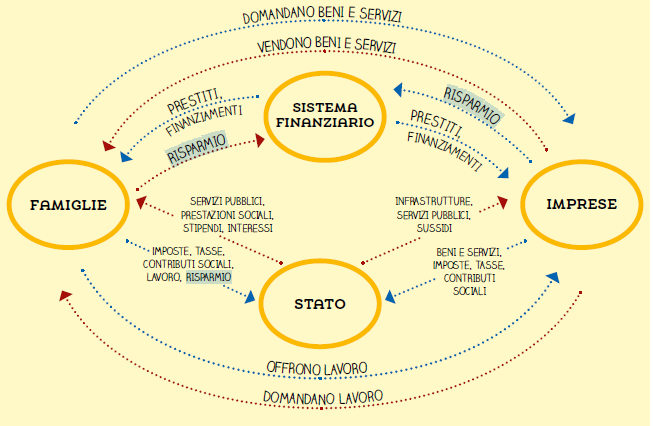 DOMANDANO BENI E SERVIZI
VENDONO BENI E SERVIZI
PRESTITI,
FINANZIAMENTI
RISPARMIO
SISTEMA
FINANZIARIO
RISPARMIO
PRESTITI,
FINANZIAMENTI
FAMIGLIE
IMPRESE
SERVIZI PUBBLICI,
PRESTAZIONI SOCIALI,
STIPENDI, INTERESSI
INFRASTRUTTURE,
SERVIZI PUBBLICI,
SUSSIDI
IMPOSTE, TASSE,
CONTRIBUTI SOCIALI,
LAVORO, RISPARMIO
BENI E SERVIZI,
IMPOSTE, TASSE,
CONTRIBUTI
SOCIALI
STATO
OFFRONO LAVORO
DOMANDANO LAVORO